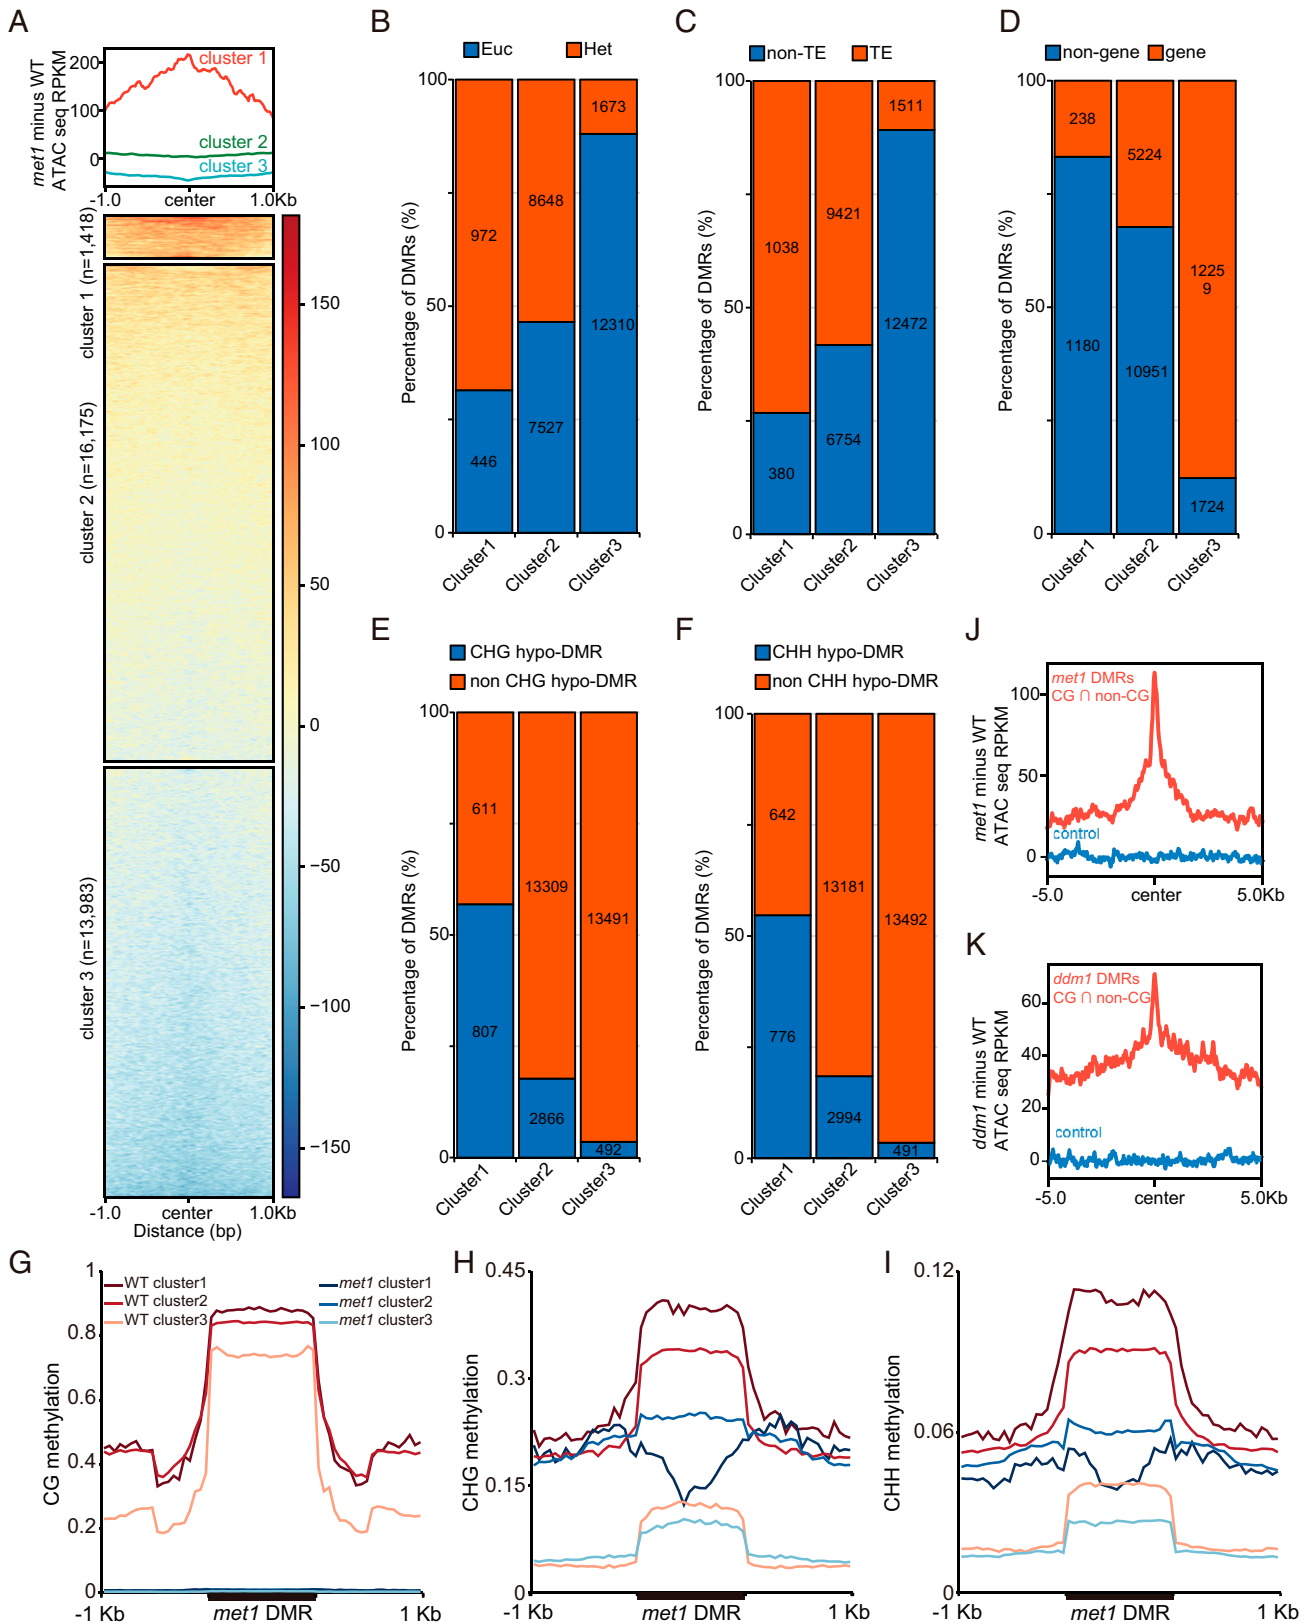 A
met1 minus WT
ATAC seq RPKM
200
100
0
cluster 1
cluster 2
cluster 3
-1.0
center
1.0Kb
cluster 1 (n=1,418)
cluster 2 (n=16,175)
cluster 3 (n=13,983)
150
100
50
0
−50
−100
−150
-1.0
center
1.0Kb
Distance (bp)
B
Euc
Het
Percentage of DMRs (%)
100
50
0
972
446
8648
7527
1673
12310
Cluster1
Cluster2
Cluster3
C
non-TE
TE
Percentage of DMRs (%)
100
50
0
1038
380
9421
6754
1511
12472
Cluster1
Cluster2
Cluster3
D
non-gene
gene
Percentage of DMRs (%)
100
50
0
238
1180
5224
10951
1225
9
1724
Cluster1
Cluster2
Cluster3
E
CHG hypo-DMR
non CHG hypo-DMR
Percentage of DMRs (%)
100
50
0
611
807
13309
2866
13491
492
Cluster1
Cluster2
Cluster3
F
CHH hypo-DMR
non CHH hypo-DMR
Percentage of DMRs (%)
100
50
0
642
776
13181
2994
13492
491
Cluster1
Cluster2
Cluster3
J
met1 minus WT
ATAC seq RPKM
100
50
0
met1 DMRs
CG ∩ non-CG
control
-5.0
center
5.0Kb
K
ddm1 minus WT
ATAC seq RPKM
60
40
20
0
ddm1 DMRs
CG ∩ non-CG
control
-5.0
center
5.0Kb
G
CG methylation
1
0.8
0.6
0.4
0.2
0
WT cluster1
WT cluster2
WT cluster3
met1 cluster1
met1 cluster2
met1 cluster3
-1 Kb
met1 DMR
1 Kb
H
CHG methylation
0.45
0.3
0.15
0
-1 Kb
met1 DMR
1 Kb
I
CHH methylation
0.12
0.06
0
-1 Kb
met1 DMR
1 Kb